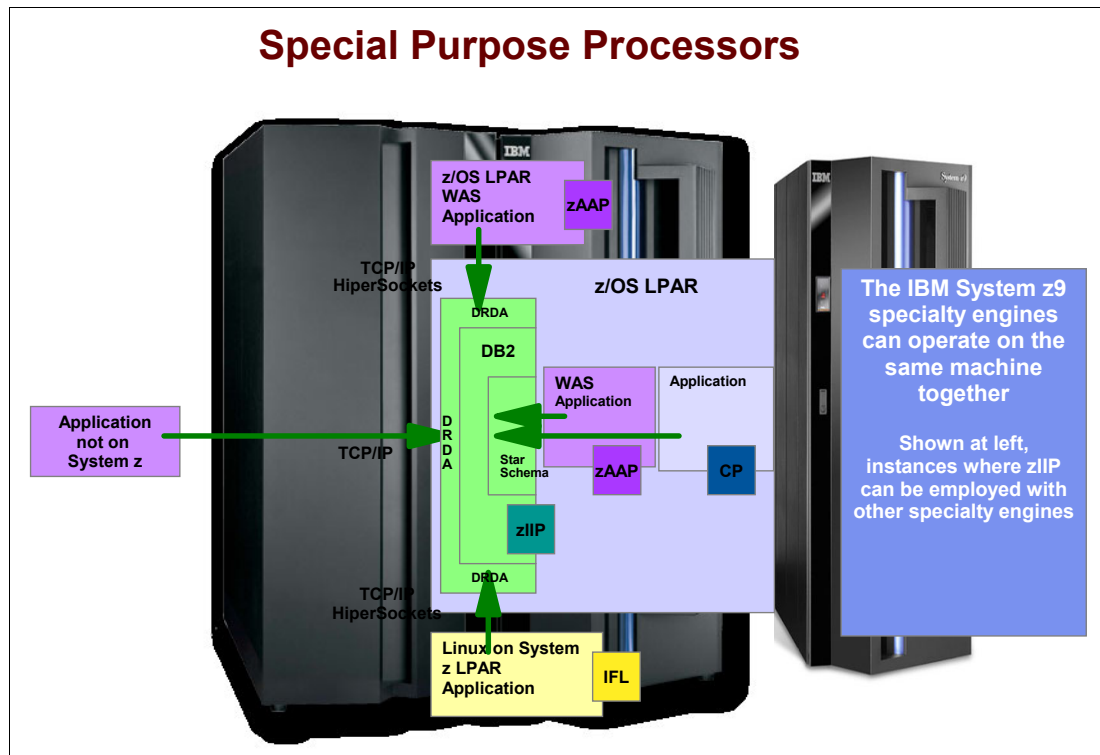 Special Purpose Processors
IBM
z/OS LPAR
WAS
Application
zAAP
TCP/IP
HiperSockets
z/OS LPAR
DRDA
DB2
WAS
Application
Application
D
R
D
A
Star
Schema
zAAP
CP
zIIP
DRDA
Application
not on
System z
TCP/IP
TCP/IP
HiperSockets
Linux on System
z LPAR
Application
IFL
IBM
System z9
The IBM System z9
specialty engines
can operate on the
same machine
together
Shown at left,
instances where zIIP
can be employed with
other specialty engines